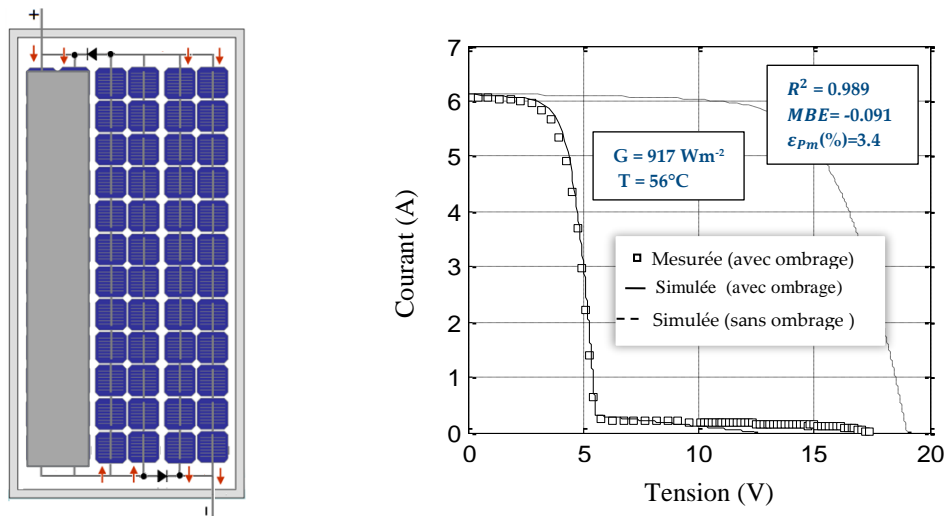 +
-
7
6
5
4
3
2
1
0
0
5
10
15
20
Courant (A)
Tension (V)
R² = 0.989
MBE= -0.091
εPm(%)=3.4
G = 917 Wm-2
T = 56°C
Mesurée (avec ombrage)
Simulée (avec ombrage)
Simulée (sans ombrage )